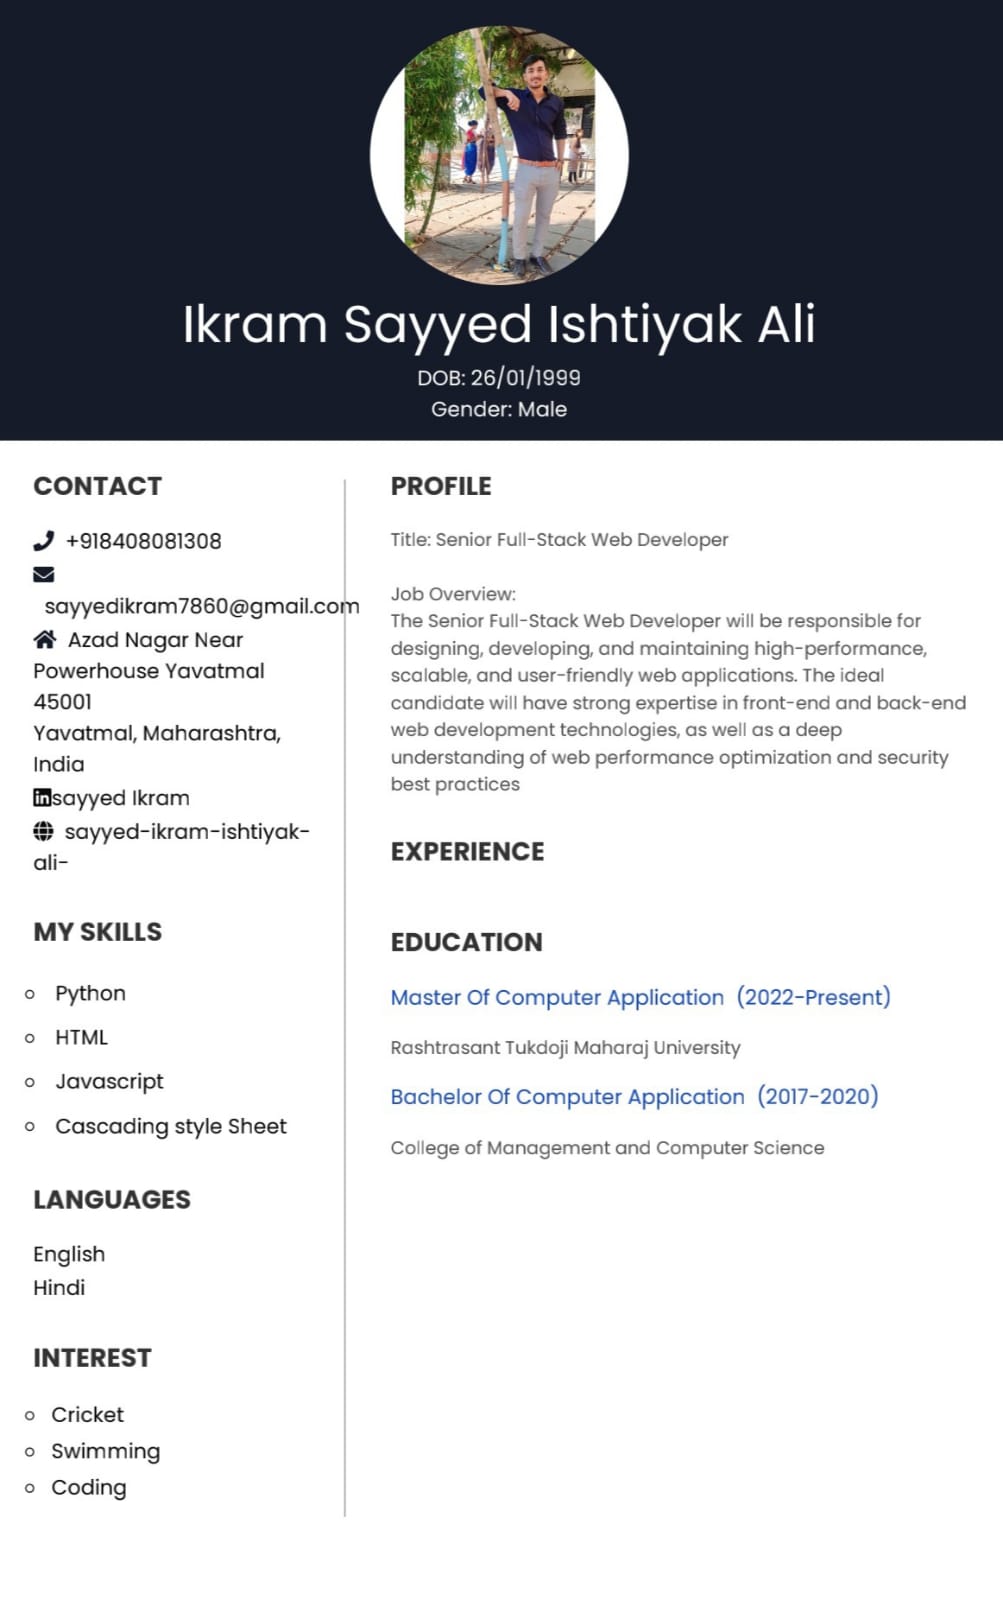 Ikram Sayyed Ishtiyak Ali
DOB: 26/01/1999
Gender: Male
CONTACT
+918408081308
sayyedikram7860@gmail.com
Azad Nagar Near
Powerhouse Yavatmal
45001
Yavatmal, Maharashtra,
India
sayyed Ikram
sayyed-ikram-ishtiyak-
ali-
MY SKILLS
Python
HTML
Javascript
Cascading style Sheet
LANGUAGES
English
Hindi
INTEREST
Cricket
Swimming
Coding
PROFILE
Title: Senior Full-Stack Web Developer
Job Overview:
The Senior Full-Stack Web Developer will be responsible for
designing, developing, and maintaining high-performance,
scalable, and user-friendly web applications. The ideal
candidate will have strong expertise in front-end and back-end
web development technologies, as well as a deep
understanding of web performance optimization and security
best practices
EXPERIENCE
EDUCATION
Master Of Computer Application (2022-Present)
Rashtrasant Tukdoji Maharaj University
Bachelor Of Computer Application (2017-2020)
College of Management and Computer Science